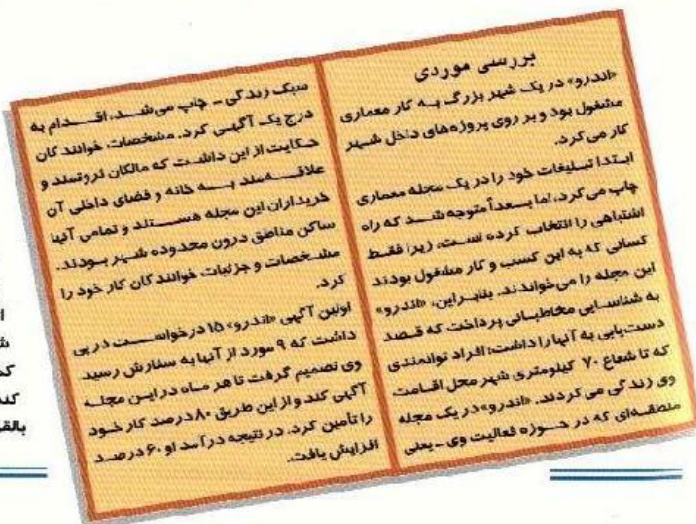 بررسی موردی
«اندرو» در یک شهر بزرگ به کار معماری
مشغول بود و بر روی پروژه‌های داخل شهر
کار می‌کرد.
ابتدا تبلیغات خود را در یک مجله معماری
چاپ می‌کرد، اما بعداً متوجه شد که راه
اشتباهی را انتخاب کرده است، زیرا فقط
کسانی که به این کسب و کار مشغول بودند
این مجله را می‌خواندند. بنابراین، «اندرو»
به شناسایی مخاطبانی پرداخت که قصد
دست‌یابی به آنها را داشت؛ افراد توانمندی
که تا شعاع ۷۰ کیلومتری شهر محل اقامت
وی زندگی می‌کردند. «اندرو» در یک مجله
منطقه‌ای که در حوزه فعالیت وی - یعنی
سبک زندگی - چاپ می‌شد، اقدام به
درج یک آگهی کرد. مشخصات خوانندگان
حکایت از این داشت که مالکان ثروتمند و
علاقه‌مند به خانه و فضای داخلی آن
خریداران این مجله هستند و تمامی آنها
ساکن مناطق درون محدوده شهر بودند.
مشخصات و جزئیات خوانندگان کار خود را
کرد.
اولین آگهی «اندرو» ۱۵ درخواست در پی
داشت که ۹ مورد از آنها به سفارش رسید.
وی تصمیم گرفت تا هر ماه در این مجله
آگهی کند و از این طریق ۸۰ درصد کار خود
را تأمین کرد. در نتیجه درآمد او ۶۰ درصد
افزایش یافت.